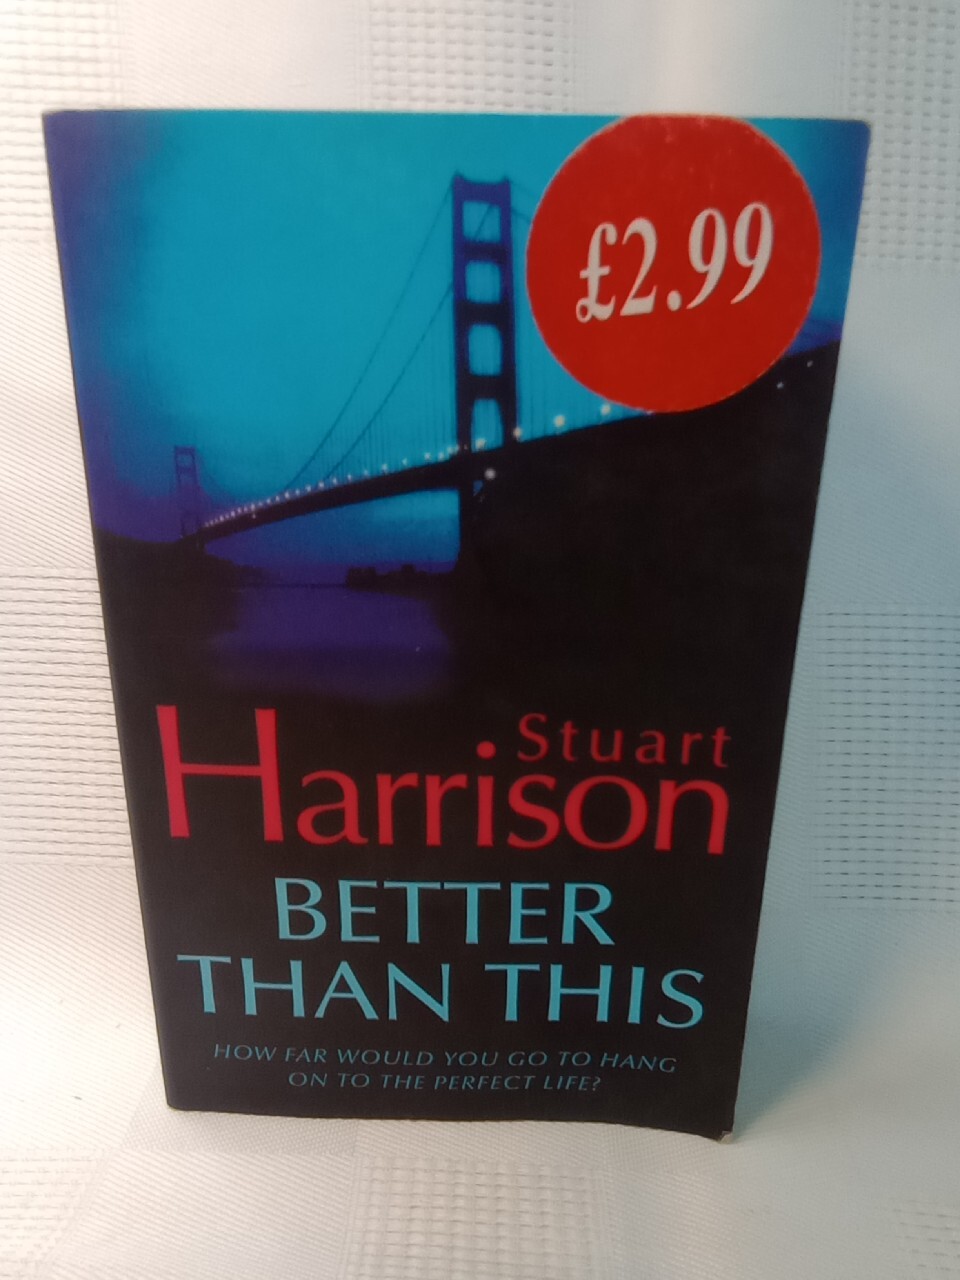 £2.99
Stuart
Harrison
BETTER
THAN THIS
HOW FAR WOULD YOU GO TO HANG
ON TO THE PERFECT LIFE?